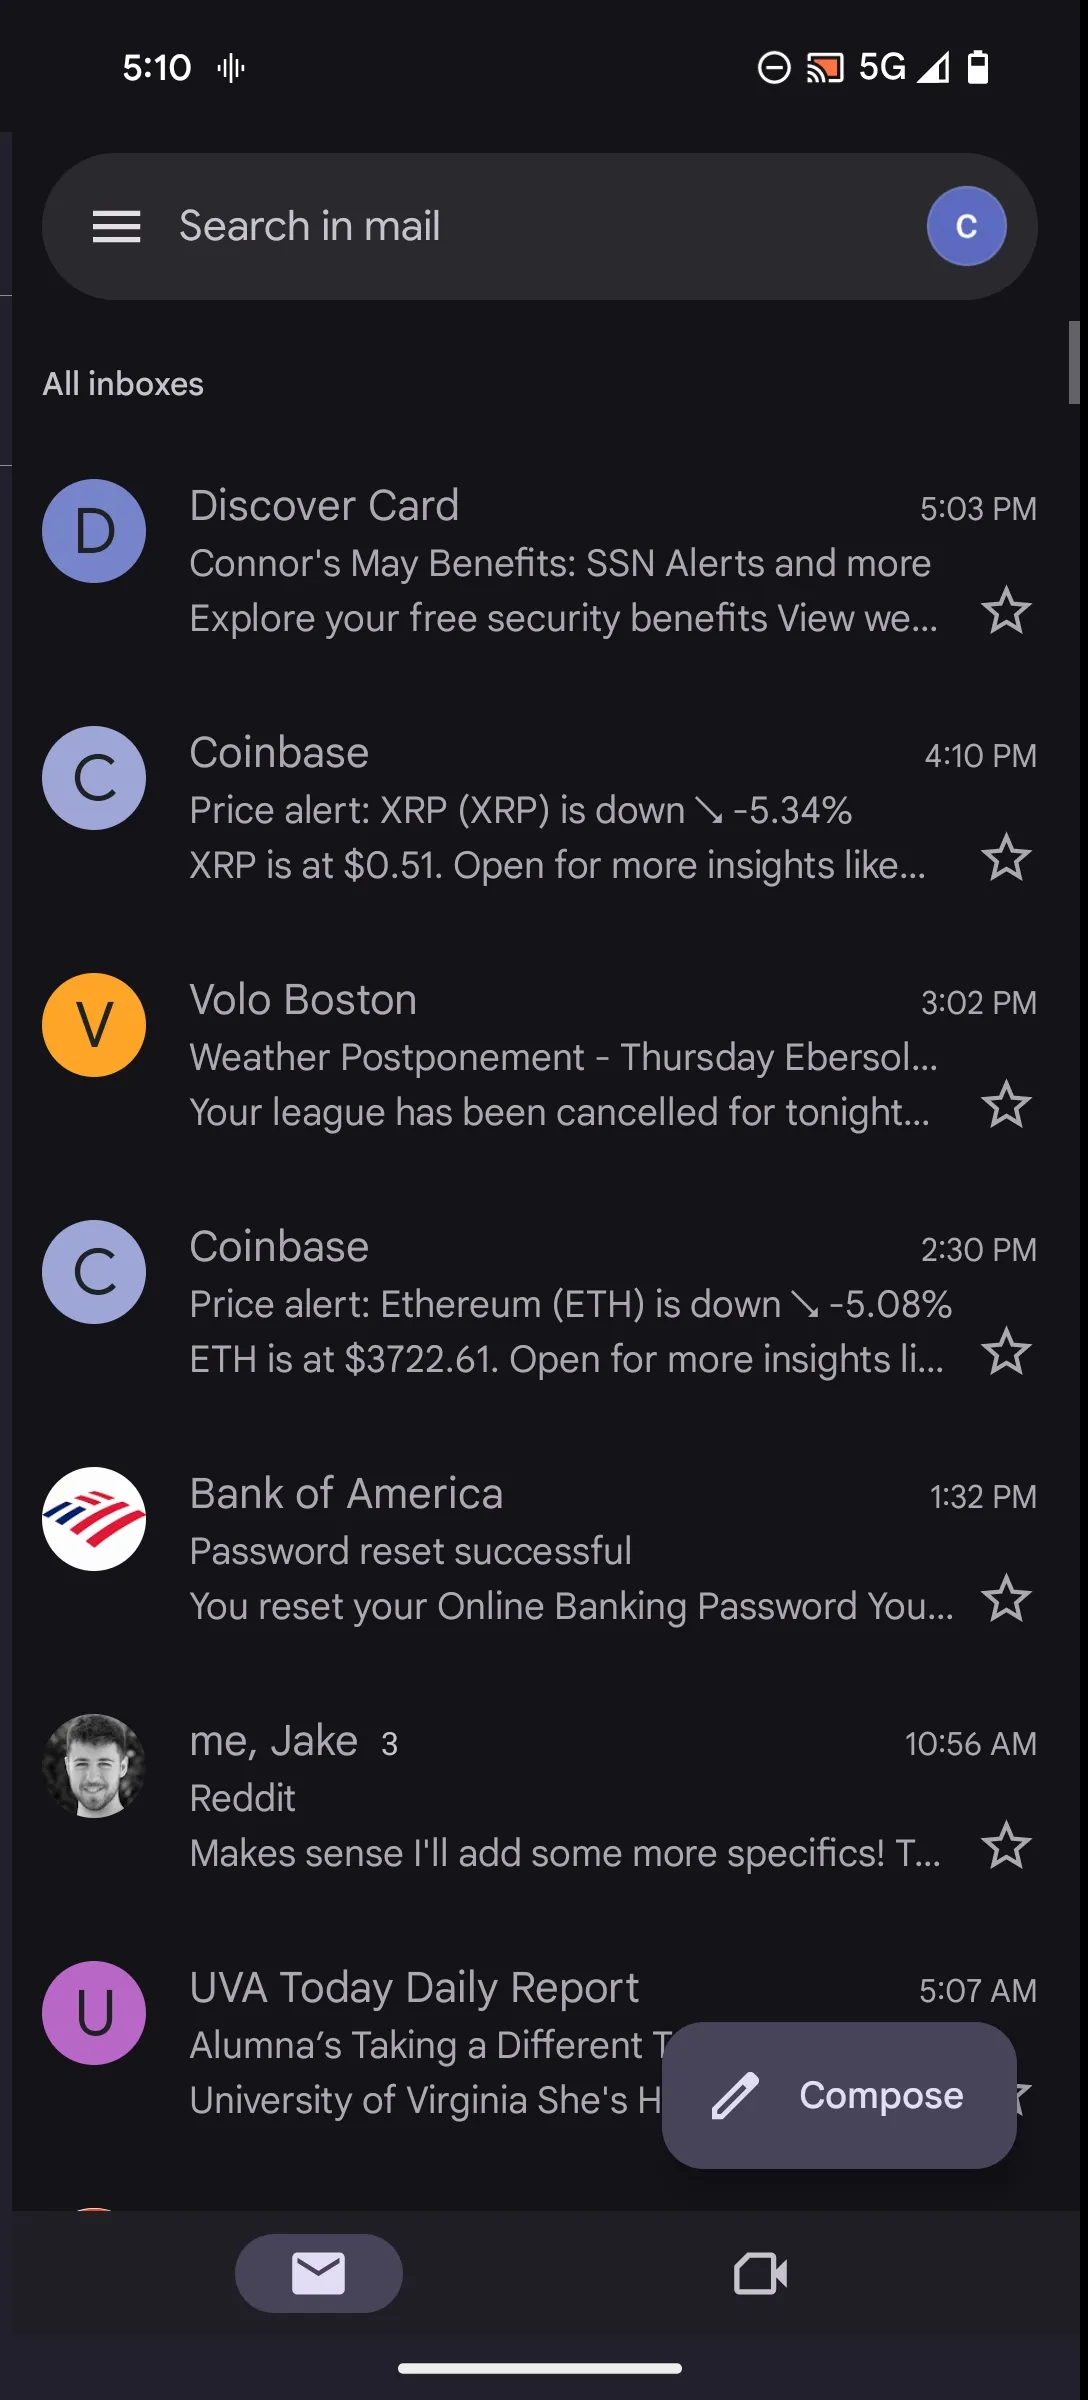 5:10 5G
Search in mail C
All inboxes
D Discover Card 5:03 PM
Connor's May Benefits: SSN Alerts and more
Explore your free security benefits View we...
C Coinbase 4:10 PM
Price alert: XRP (XRP) is down ↘ -5.34%
XRP is at $0.51. Open for more insights like...
V Volo Boston 3:02 PM
Weather Postponement - Thursday Ebersol...
Your league has been cancelled for tonight...
C Coinbase 2:30 PM
Price alert: Ethereum (ETH) is down ↘ -5.08%
ETH is at $3722.61. Open for more insights li...
Bank of America 1:32 PM
Password reset successful
You reset your Online Banking Password You...
me, Jake 3 10:56 AM
Reddit
Makes sense I'll add some more specifics! T...
U UVA Today Daily Report 5:07 AM
Alumna’s Taking a Different T
University of Virginia She's H
Compose